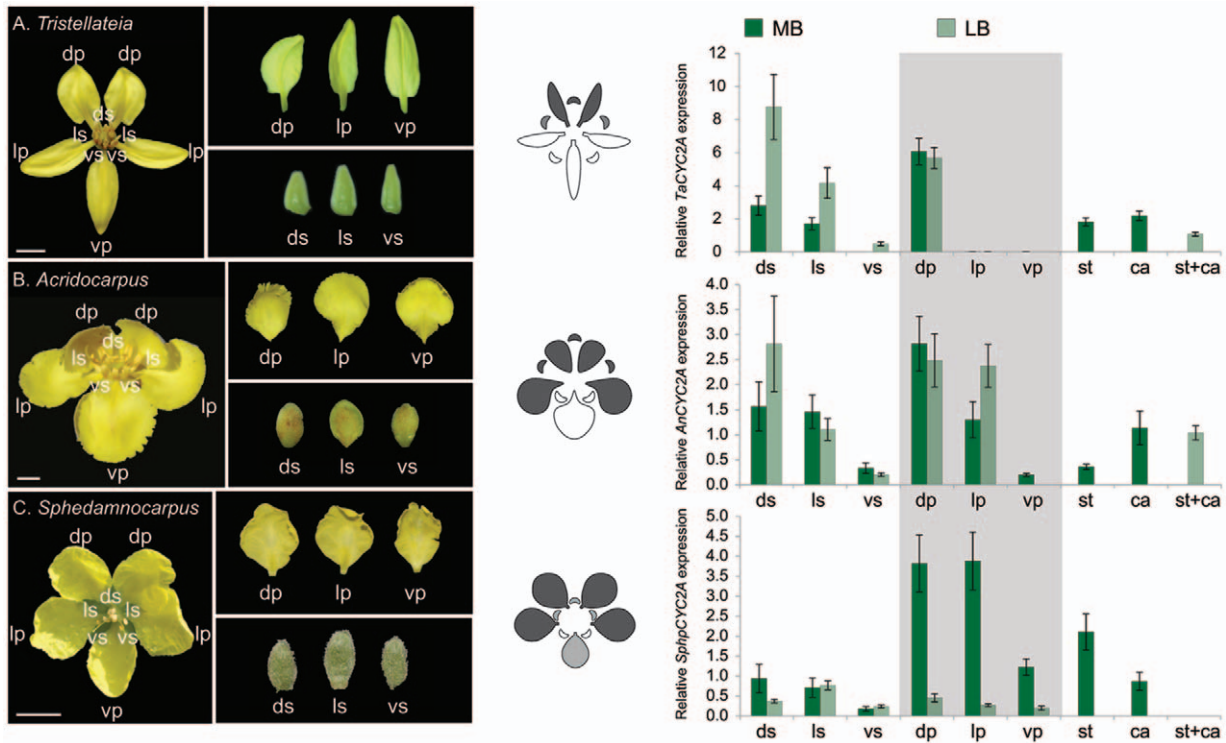 A. Tristellateia
dp dp
ds
ls ls
lp vs vs lp
vp
dp lp vp
ds ls vs
B. Acridocarpus
dp dp
ds
ls ls
vs vs
lp lp
vp
dp lp vp
ds ls vs
C. Sphedamnocarpus
dp dp
ds
ls ls
lp vs vs lp
vp
dp lp vp
ds ls vs
MB LB
Relative TaCYC2A expression
12
10
8
6
4
2
0
ds ls vs dp lp vp st ca st+ca
Relative AnCYC2A expression
4.0
3.5
3.0
2.5
2.0
1.5
1.0
0.5
0.0
ds ls vs dp lp vp st ca st+ca
Relative SphpCYC2A expression
5.0
4.5
4.0
3.5
3.0
2.5
2.0
1.5
1.0
0.5
0.0
ds ls vs dp lp vp st ca st+ca